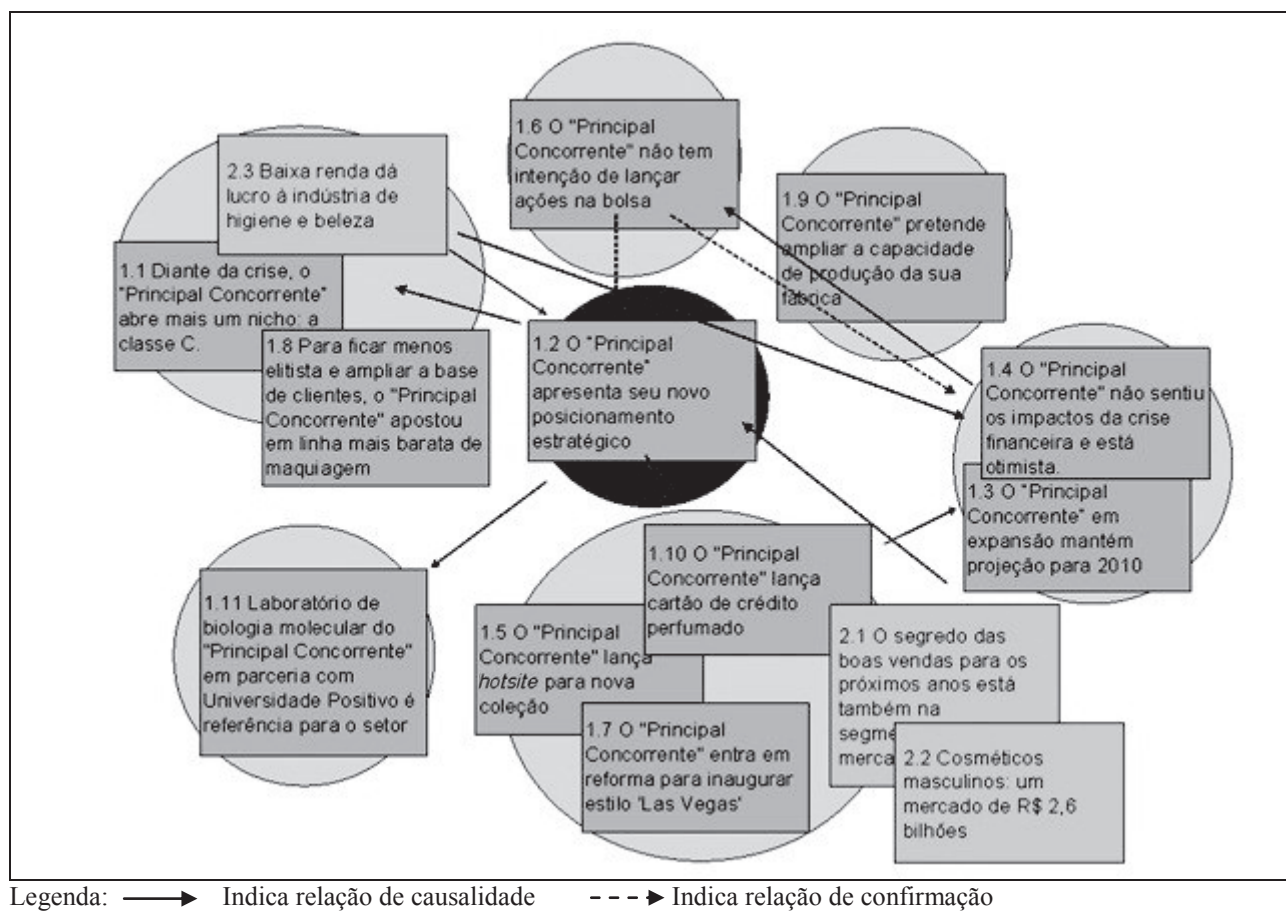 1.6 O "Principal
Concorrente" não tem
intenção de lançar
ações na bolsa
2.3 Baixa renda dá
lucro à indústria de
higiene e beleza
1.9 O "Principal
Concorrente" pretende
ampliar a capacidade
de produção da sua
fábrica
1.1 Diante da crise, o
"Principal Concorrente"
abre mais um nicho: a
classe C.
1.8 Para ficar menos
elitista e ampliar a base
de clientes, o "Principal
Concorrente" apostou
em linha mais barata de
maquiagem
1.2 O "Principal
Concorrente"
apresenta seu novo
posicionamento
estratégico
1.4 O "Principal
Concorrente" não sentiu
os impactos da crise
financeira e está
otimista.
1.3 O "Principal
Concorrente" em
expansão mantém
projeção para 2010
1.11 Laboratório de
biologia molecular do
"Principal Concorrente"
em parceria com
Universidade Positivo é
referência para o setor
1.10 O "Principal
Concorrente" lança
cartão de crédito
perfumado
1.5 O "Principal
Concorrente" lança
hotsite para nova
coleção
1.7 O "Principal
Concorrente" entra em
reforma para inaugurar
estilo 'Las Vegas'
2.1 O segredo das
boas vendas para os
próximos anos está
também na
2.2 Cosméticos
masculinos: um
mercado de R$ 2,6
bilhões
Legenda: Indica relação de causalidade Indica relação de confirmação